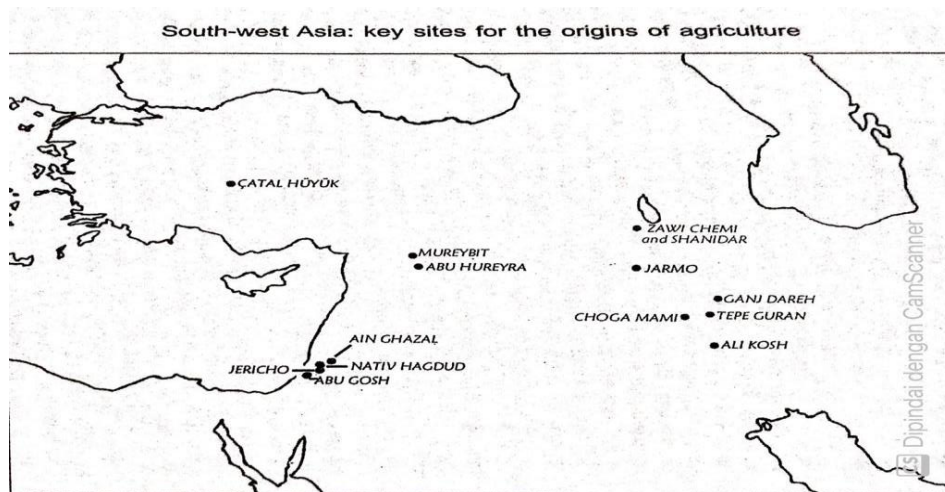 South-west Asia: key sites for the origins of agriculture
ÇATAL HÜYÜK
ZAWI CHEMI
and SHANIDAR
MUREYBIT
ABU HUREYRA
JARMO
GANJ DAREH
CHOGA MAMI
TEPE GURAN
ALI KOSH
AIN GHAZAL
JERICHO
NATIV HAGDUD
ABU GOSH
CS Dipindai dengan CamScanner